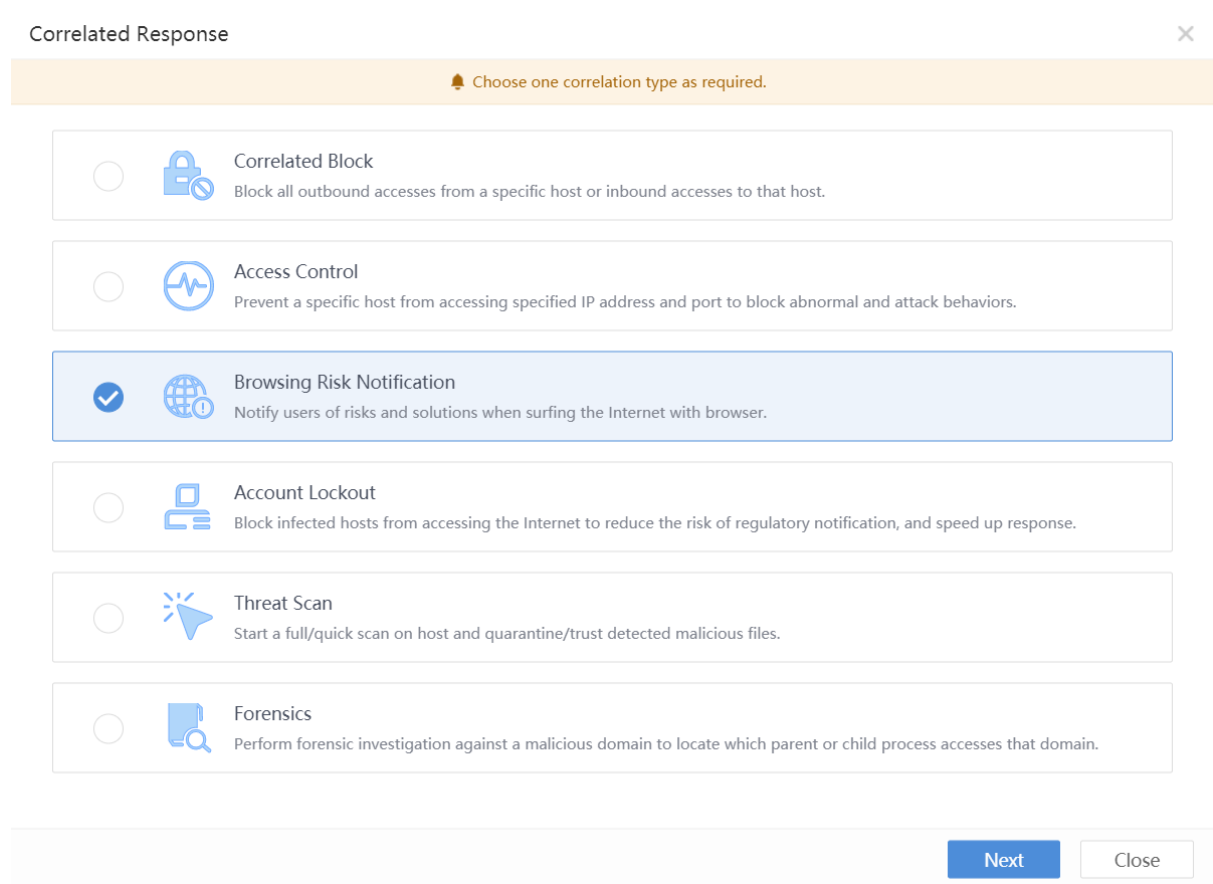 Correlated Response
Choose one correlation type as required.
Correlated Block
Block all outbound accesses from a specific host or inbound accesses to that host.
Access Control
Prevent a specific host from accessing specified IP address and port to block abnormal and attack behaviors.
Browsing Risk Notification
Notify users of risks and solutions when surfing the Internet with browser.
Account Lockout
Block infected hosts from accessing the Internet to reduce the risk of regulatory notification, and speed up response.
Threat Scan
Start a full/quick scan on host and quarantine/trust detected malicious files.
Forensics
Perform forensic investigation against a malicious domain to locate which parent or child process accesses that domain.
Next Close